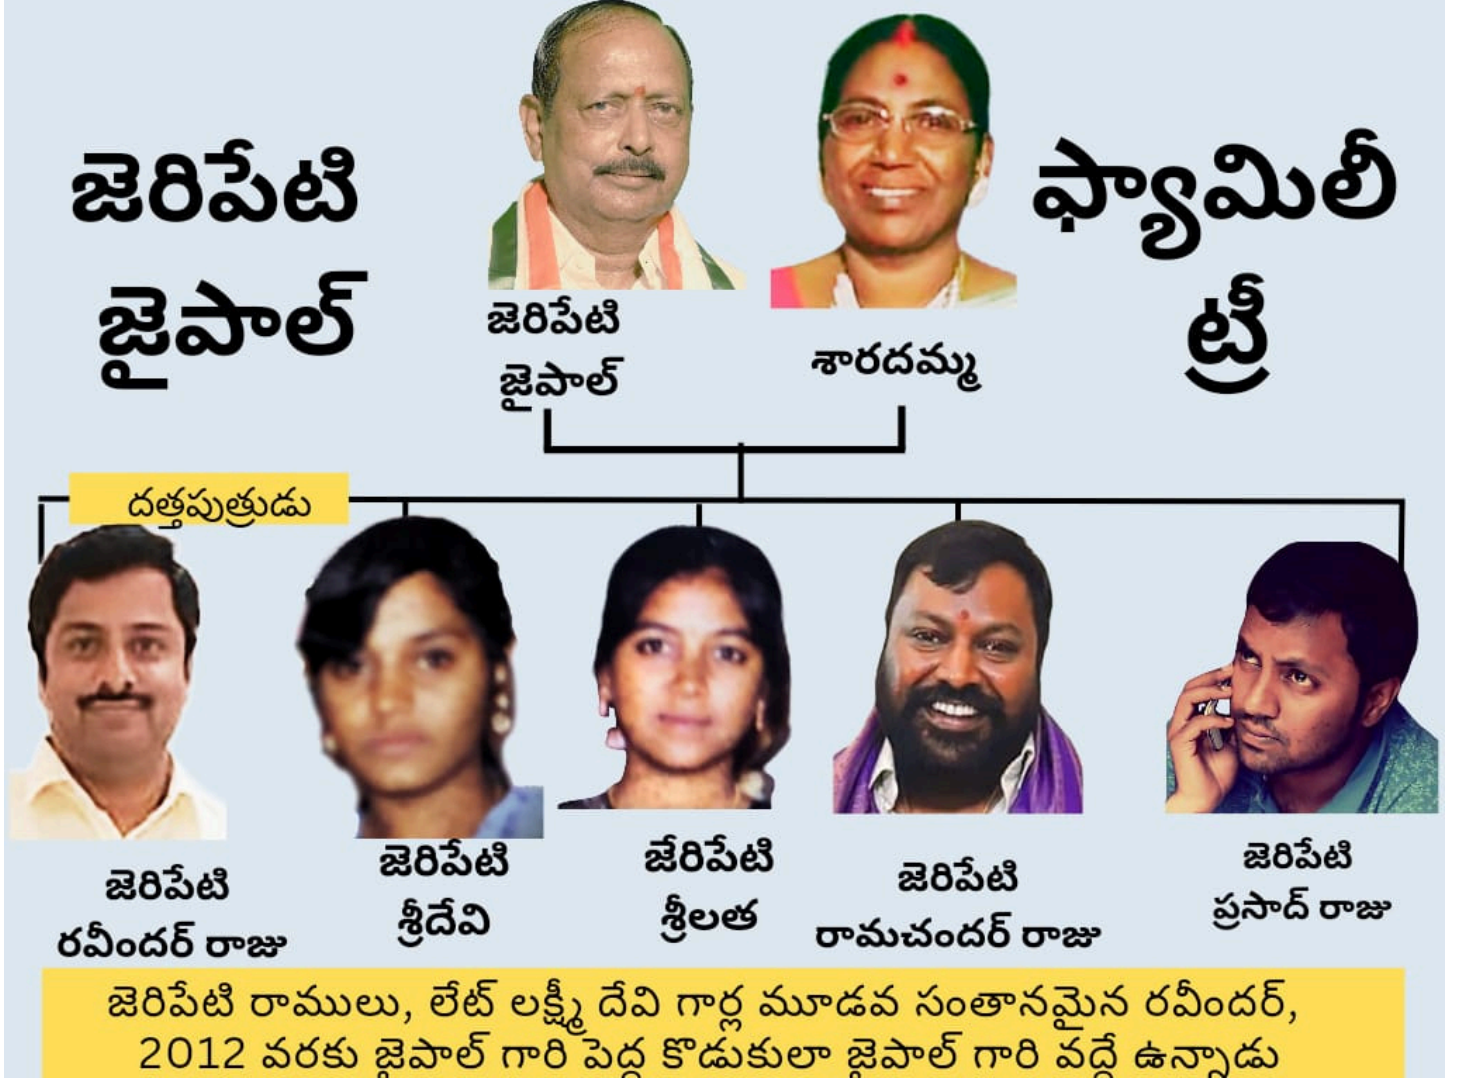 జెరిపేటి
జైపాల్
ఫ్యామిలీ
ట్రీ
జెరిపేటి
జైపాల్
శారదమ్మ
దత్తపుత్రుడు
జెరిపేటి
రవీందర్ రాజు
జెరిపేటి
శ్రీదేవి
జేరిపేటి
శ్రీలత
జెరిపేటి
రామచందర్ రాజు
జెరిపేటి
ప్రసాద్ రాజు
జెరిపేటి రాములు, లేట్ లక్ష్మీ దేవి గార్ల మూడవ సంతానమైన రవీందర్,
2012 వరకు జైపాల్ గారి పెద్ద కొడుకులా జైపాల్ గారి వద్దే ఉన్నాడు